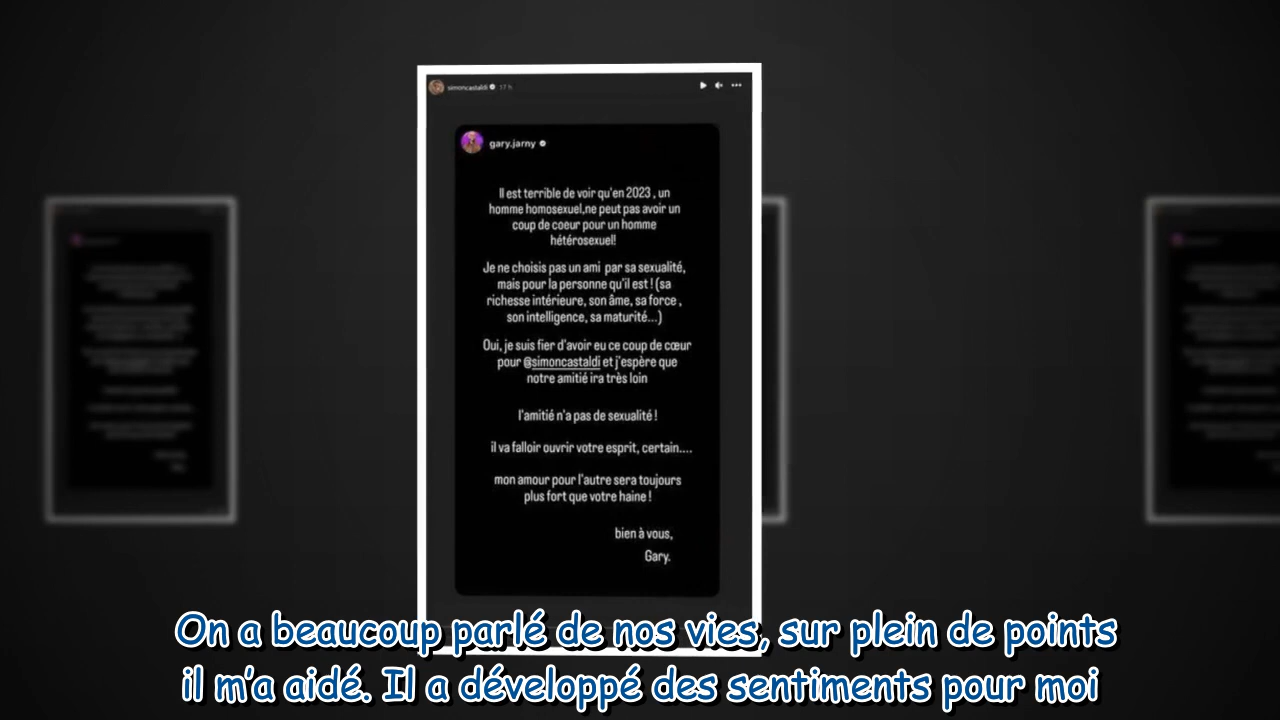 simoncastaldi 17 h
gary.jarny
Il est terrible de voir qu'en 2023 , un
homme homosexuel,ne peut pas avoir un
coup de coeur pour un homme
hétérosexuel!
Je ne choisis pas un ami par sa sexualité,
mais pour la personne qu'il est ! (sa
richesse intérieure, son âme, sa force ,
son intelligence, sa maturité...)
Oui, je suis fier d'avoir eu ce coup de cœur
pour @simoncastaldi et j'espère que
notre amitié ira très loin
l'amitié n'a pas de sexualité !
il va falloir ouvrir votre esprit, certain....
mon amour pour l'autre sera toujours
plus fort que votre haine !
bien à vous,
Gary.
On a beaucoup parlé de nos vies, sur plein de points
il m'a aidé. Il a développé des sentiments pour moi